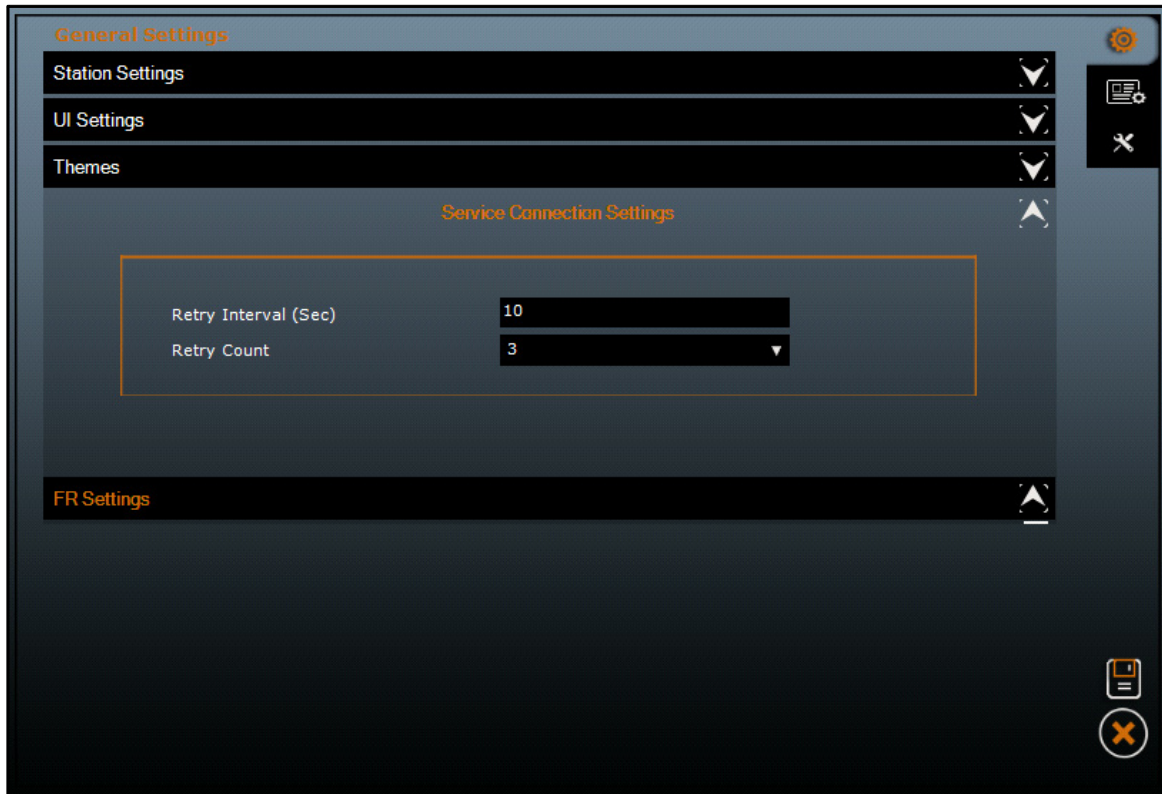 General Settings
Station Settings
UI Settings
Themes
Service Connection Settings
Retry Interval (Sec) 10
Retry Count 3
FR Settings